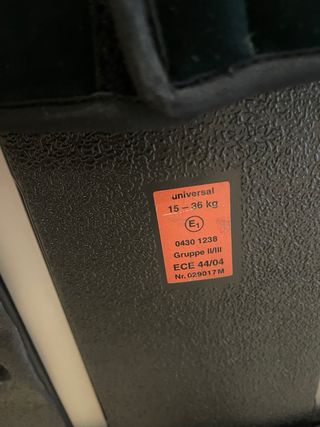 universal
15 – 36 kg
E1
0430 1238
Gruppe II/III
ECE 44/04
Nr. 029017 M